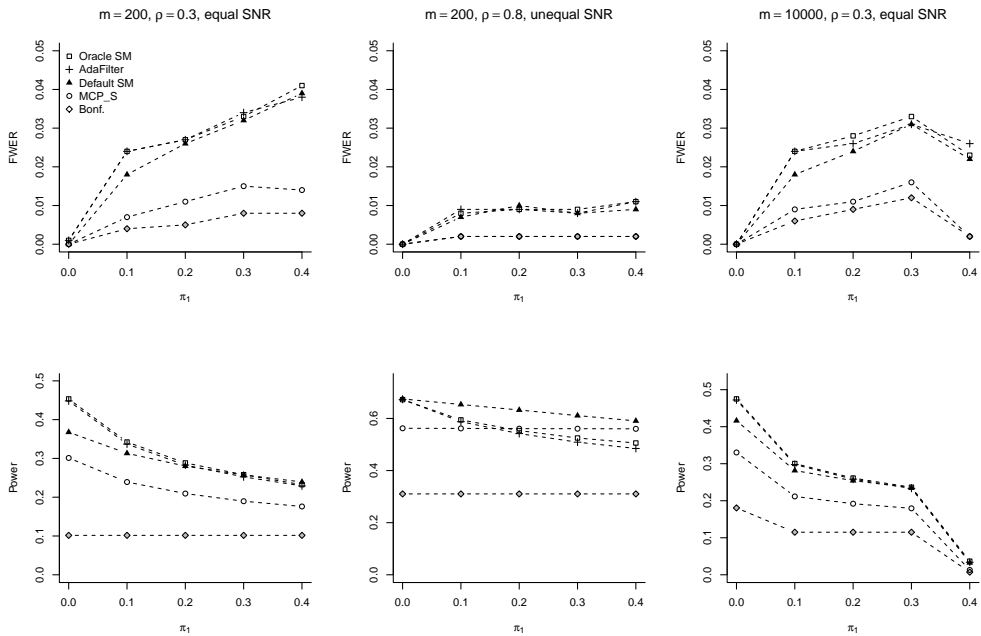 m = 200, ρ = 0.3, equal SNR
FWER
0.05
0.04
0.03
0.02
0.01
0.00
Oracle SM
AdaFilter
Default SM
MCP_S
Bonf.
0.0 0.1 0.2 0.3 0.4
π1
m = 200, ρ = 0.8, unequal SNR
FWER
0.05
0.04
0.03
0.02
0.01
0.00
0.0 0.1 0.2 0.3 0.4
π1
m = 10000, ρ = 0.3, equal SNR
FWER
0.05
0.04
0.03
0.02
0.01
0.00
0.0 0.1 0.2 0.3 0.4
π1
Power
0.5
0.4
0.3
0.2
0.1
0.0
0.0 0.1 0.2 0.3 0.4
π1
Power
0.6
0.4
0.2
0.0
0.0 0.1 0.2 0.3 0.4
π1
Power
0.5
0.4
0.3
0.2
0.1
0.0
0.0 0.1 0.2 0.3 0.4
π1